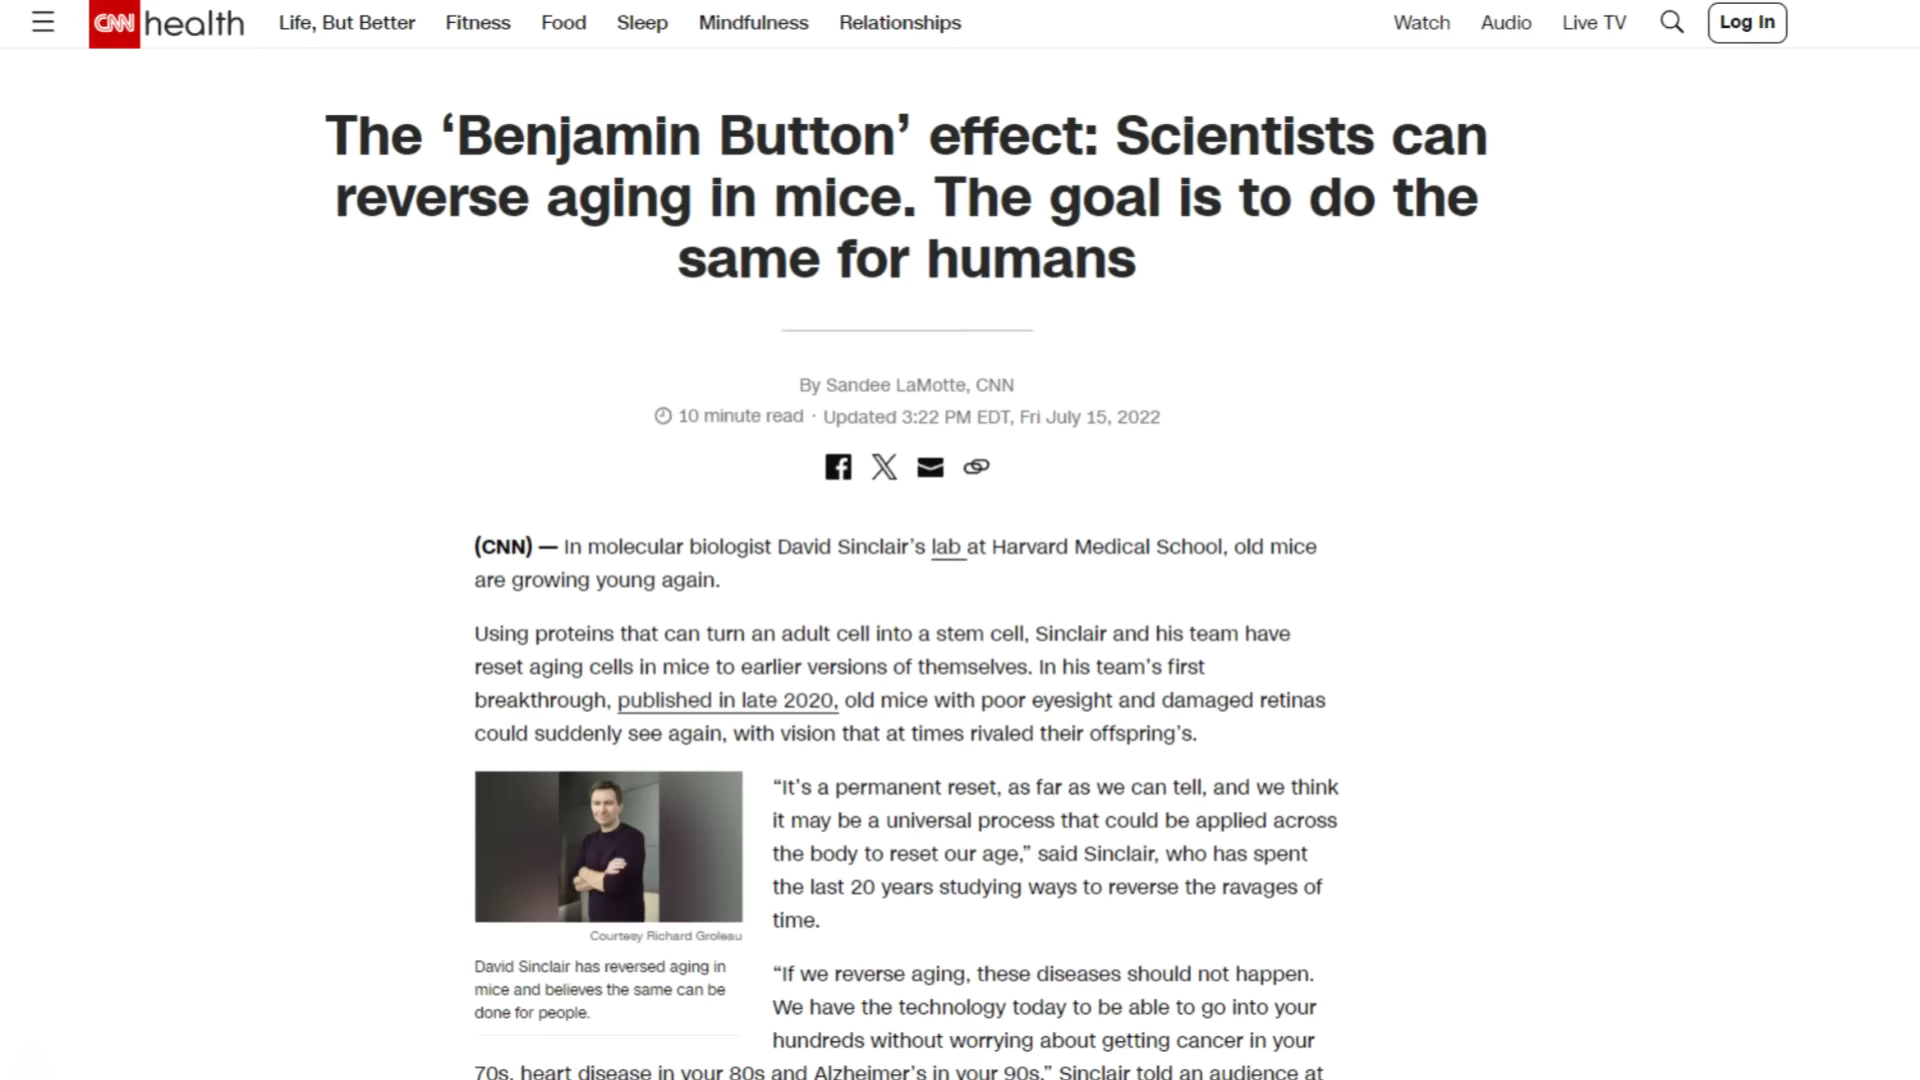 CNN health Life, But Better Fitness Food Sleep Mindfulness Relationships Watch Audio Live TV Log In
The ‘Benjamin Button’ effect: Scientists can
reverse aging in mice. The goal is to do the
same for humans
By Sandee LaMotte, CNN
10 minute read · Updated 3:22 PM EDT, Fri July 15, 2022
(CNN) — In molecular biologist David Sinclair’s lab at Harvard Medical School, old mice
are growing young again.
Using proteins that can turn an adult cell into a stem cell, Sinclair and his team have
reset aging cells in mice to earlier versions of themselves. In his team’s first
breakthrough, published in late 2020, old mice with poor eyesight and damaged retinas
could suddenly see again, with vision that at times rivaled their offspring’s.
Courtesy Richard Groleau
David Sinclair has reversed aging in
mice and believes the same can be
done for people.
“It’s a permanent reset, as far as we can tell, and we think
it may be a universal process that could be applied across
the body to reset our age,” said Sinclair, who has spent
the last 20 years studying ways to reverse the ravages of
time.
“If we reverse aging, these diseases should not happen.
We have the technology today to be able to go into your
hundreds without worrying about getting cancer in your
70s, heart disease in your 80s and Alzheimer’s in your 90s.” Sinclair told an audience at